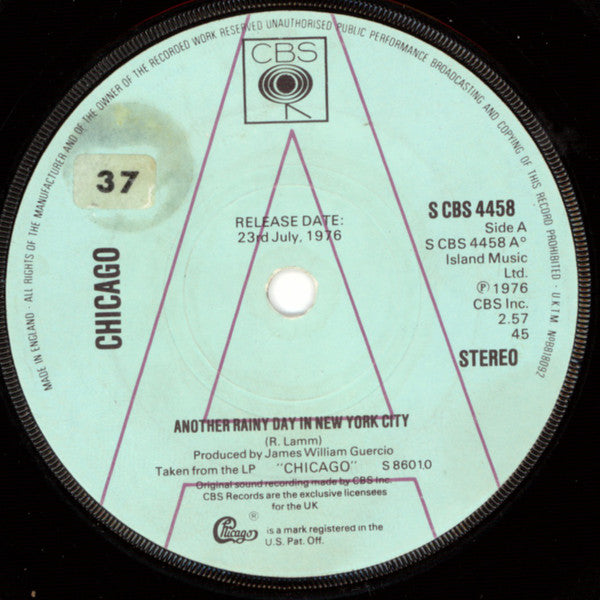 MADE IN ENGLAND - ALL RIGHTS OF THE MANUFACTURER AND OF THE OWNER OF THE RECORDED WORK RESERVED UNAUTHORISED PUBLIC PERFORMANCE BROADCASTING AND COPYING OF THIS RECORD PROHIBITED - U.K.T.M. Nº 8818092
A
CBS
37
CHICAGO
RELEASE DATE:
23rd July, 1976
S CBS 4458
Side A
S CBS 4458 Aº
Island Music
Ltd.
℗ 1976
CBS Inc.
2.57
45
STEREO
ANOTHER RAINY DAY IN NEW YORK CITY
(R. Lamm)
Produced by James William Guercio
Taken from the LP "CHICAGO" S 86010
Original sound recording made by CBS Inc.
CBS Records are the exclusive licensees
for the UK
Chicago ® is a mark registered in the
U.S. Pat. Off.